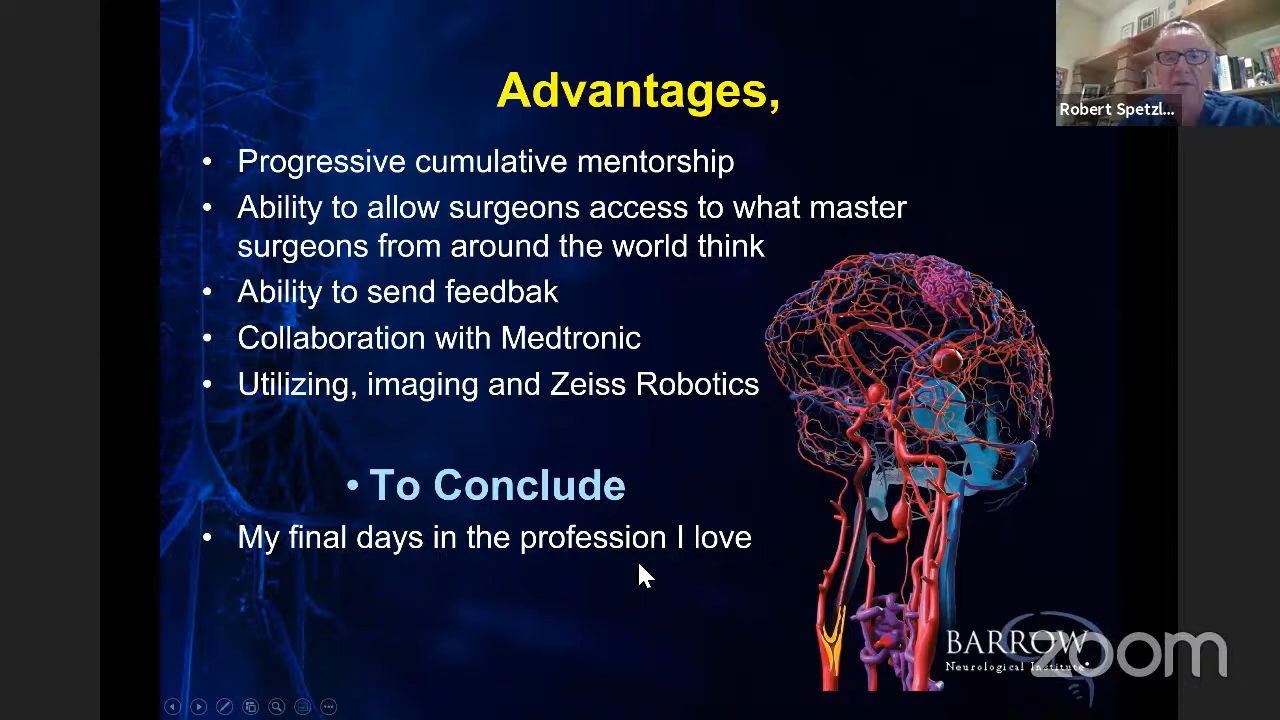 Advantages,
Robert Spetzl...
• Progressive cumulative mentorship
• Ability to allow surgeons access to what master
surgeons from around the world think
• Ability to send feedbak
• Collaboration with Medtronic
• Utilizing, imaging and Zeiss Robotics
• To Conclude
• My final days in the profession I love
BARROW
Neurological Institute
zoom